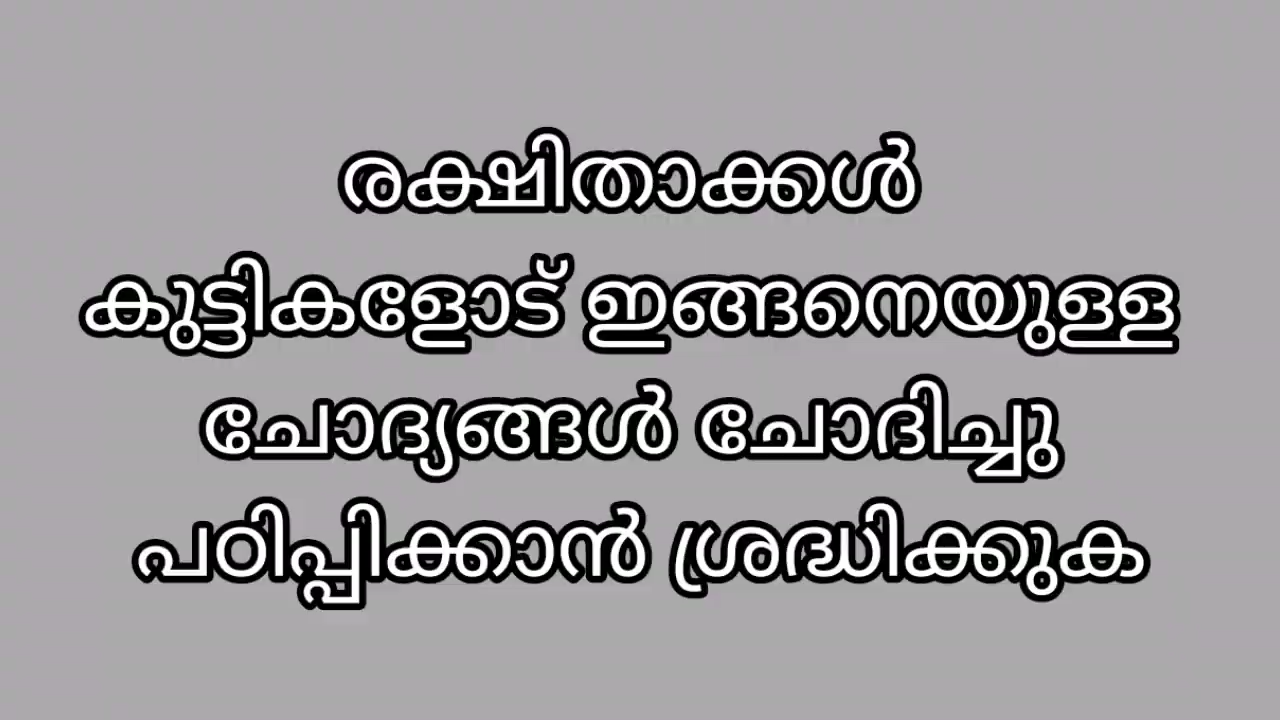 രക്ഷിതാക്കൾ
കുട്ടികളോട് ഇങ്ങനെയുള്ള
ചോദ്യങ്ങൾ ചോദിച്ചു
പഠിപ്പിക്കാൻ ശ്രദ്ധിക്കുക